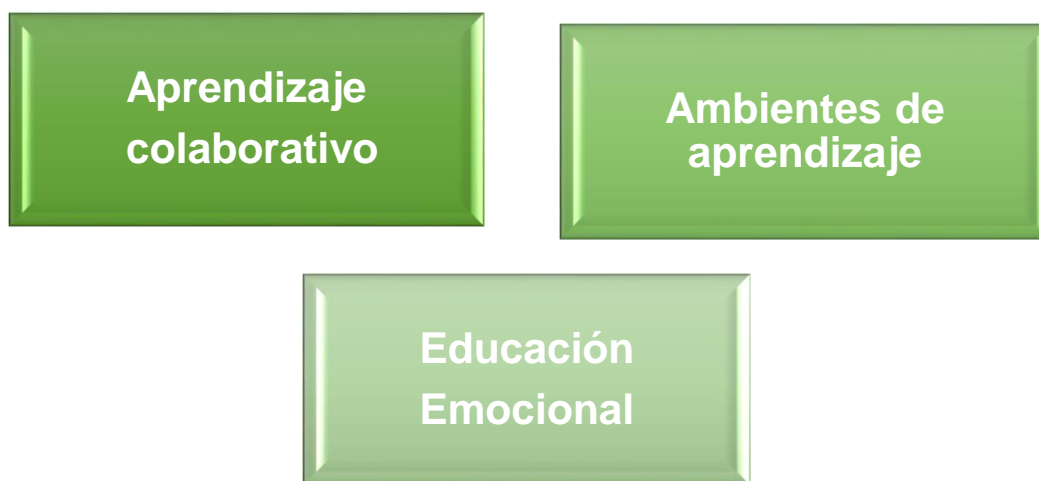 Aprendizaje
colaborativo
Ambientes de
aprendizaje
Educación
Emocional